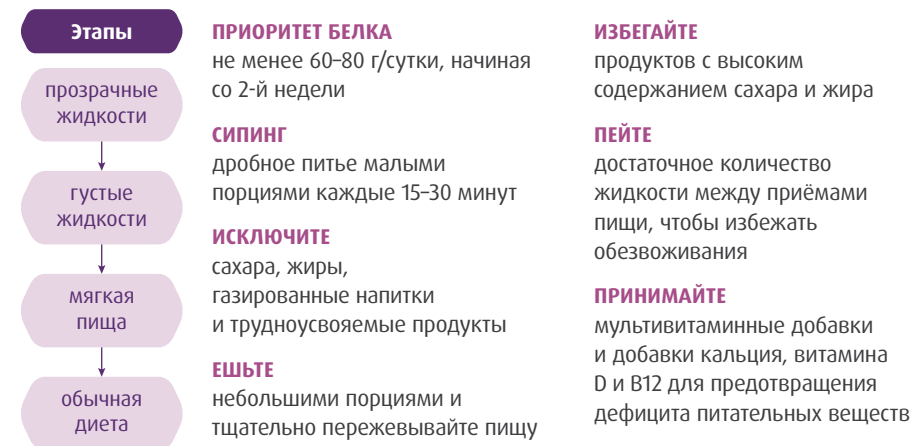 Этапы
прозрачные
жидкости
густые
жидкости
мягкая
пища
обычная
диета
ПРИОРИТЕТ БЕЛКА
не менее 60–80 г/сутки, начиная
со 2-й недели
СИПИНГ
дробное питье малыми
порциями каждые 15–30 минут
ИСКЛЮЧИТЕ
сахара, жиры,
газированные напитки
и трудноусвояемые продукты
ЕШЬТЕ
небольшими порциями и
тщательно пережевывайте пищу
ИЗБЕГАЙТЕ
продуктов с высоким
содержанием сахара и жира
ПЕЙТЕ
достаточное количество
жидкости между приёмами
пищи, чтобы избежать
обезвоживания
ПРИНИМАЙТЕ
мультивитаминные добавки
и добавки кальция, витамина
D и B12 для предотвращения
дефицита питательных веществ